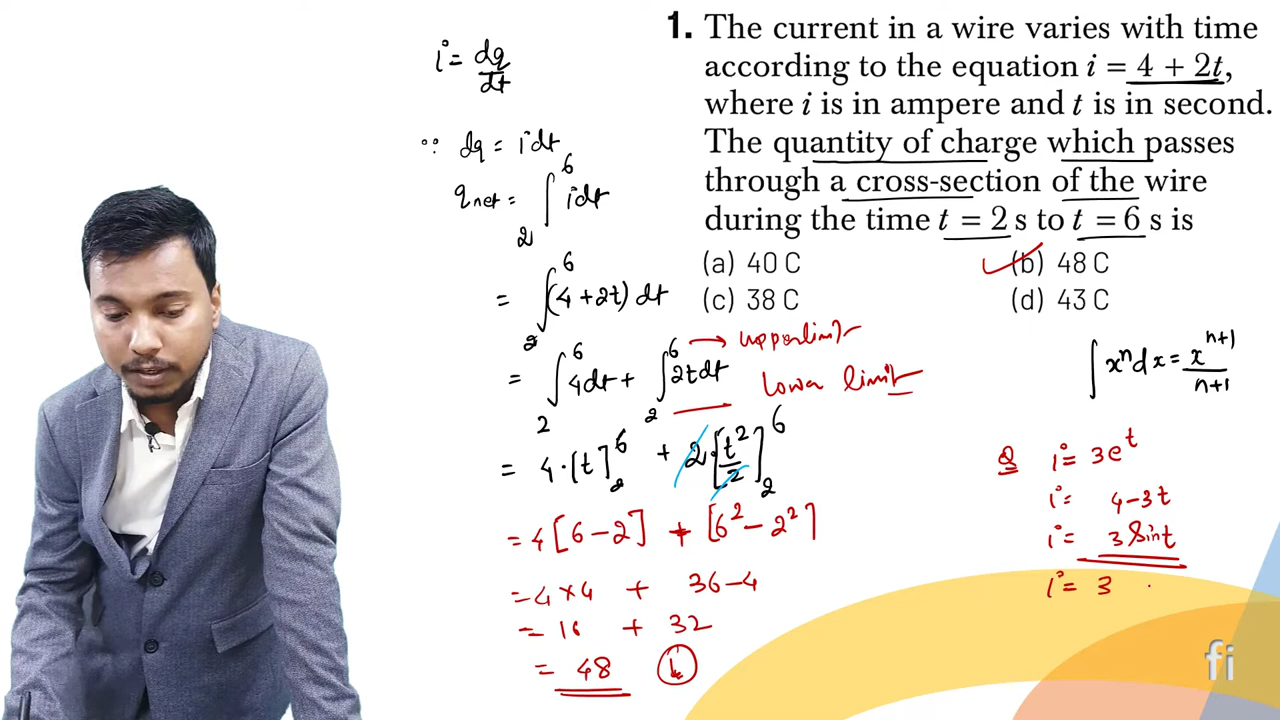 1. The current in a wire varies with time
according to the equation i = 4 + 2t,
where i is in ampere and t is in second.
The quantity of charge which passes
through a cross-section of the wire
during the time t = 2 s to t = 6 s is
(a) 40 C
(b) 48 C
(c) 38 C
(d) 43 C
i = dq/dt
∵ dq = idt
qnet = ∫₂⁶ idt
= ∫₂⁶ (4 + 2t) dt
= ∫₂⁶ 4dt + ∫₂⁶ 2tdt
→ upper limit
Lower limit
= 4·[t]₂⁶ + 2[t²/2]₂⁶
= 4[6 − 2] + [6² − 2²]
= 4 × 4 + 36 − 4
= 16 + 32
= 48 (b)
∫ xⁿ dx = xⁿ⁺¹/n+1
Q i = 3eᵗ
i = 4 − 3t
i = 3 Sint
i = 3
fi